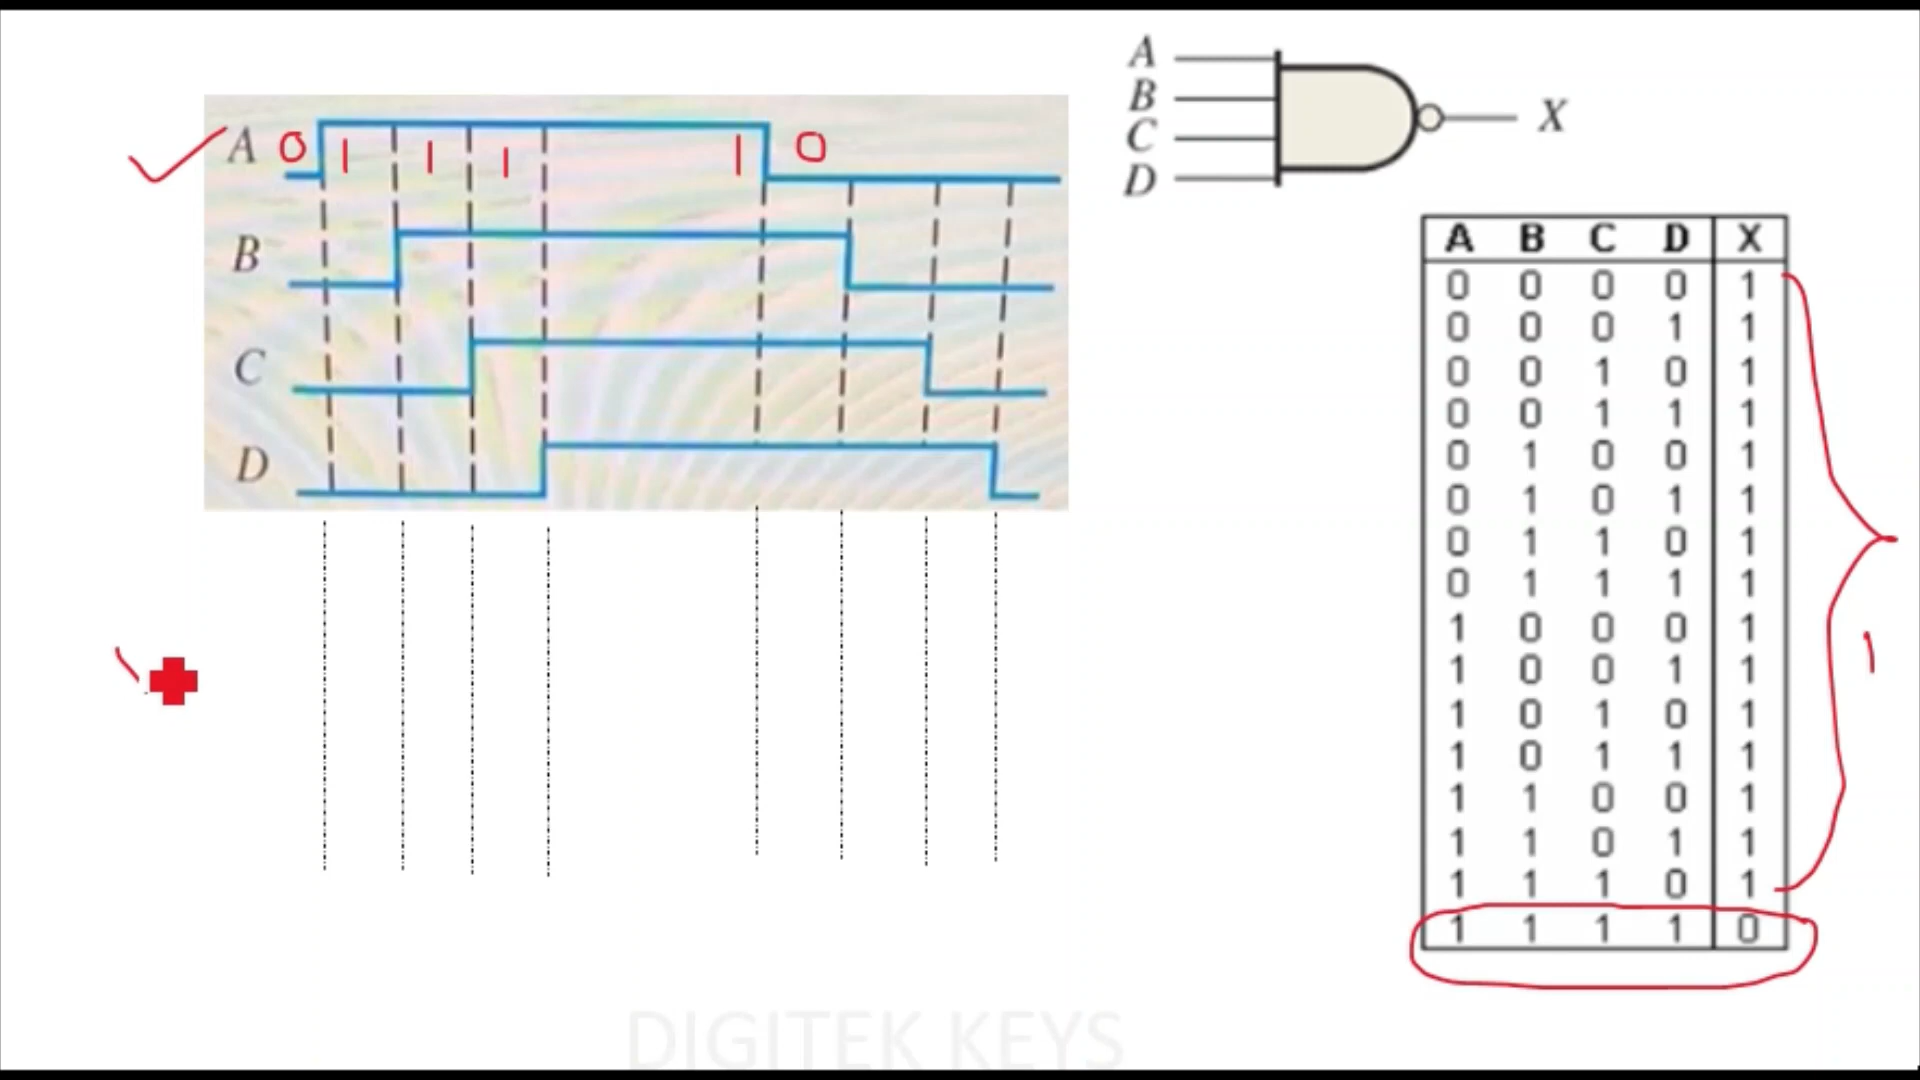 A 0 1 1 1 1 0
B
C
D
A
B
C
D
X
A B C D X
0 0 0 0 1
0 0 0 1 1
0 0 1 0 1
0 0 1 1 1
0 1 0 0 1
0 1 0 1 1
0 1 1 0 1
0 1 1 1 1
1 0 0 0 1
1 0 0 1 1
1 0 1 0 1
1 0 1 1 1
1 1 0 0 1
1 1 0 1 1
1 1 1 0 1
1 1 1 1 0
1
DIGITEK KEYS